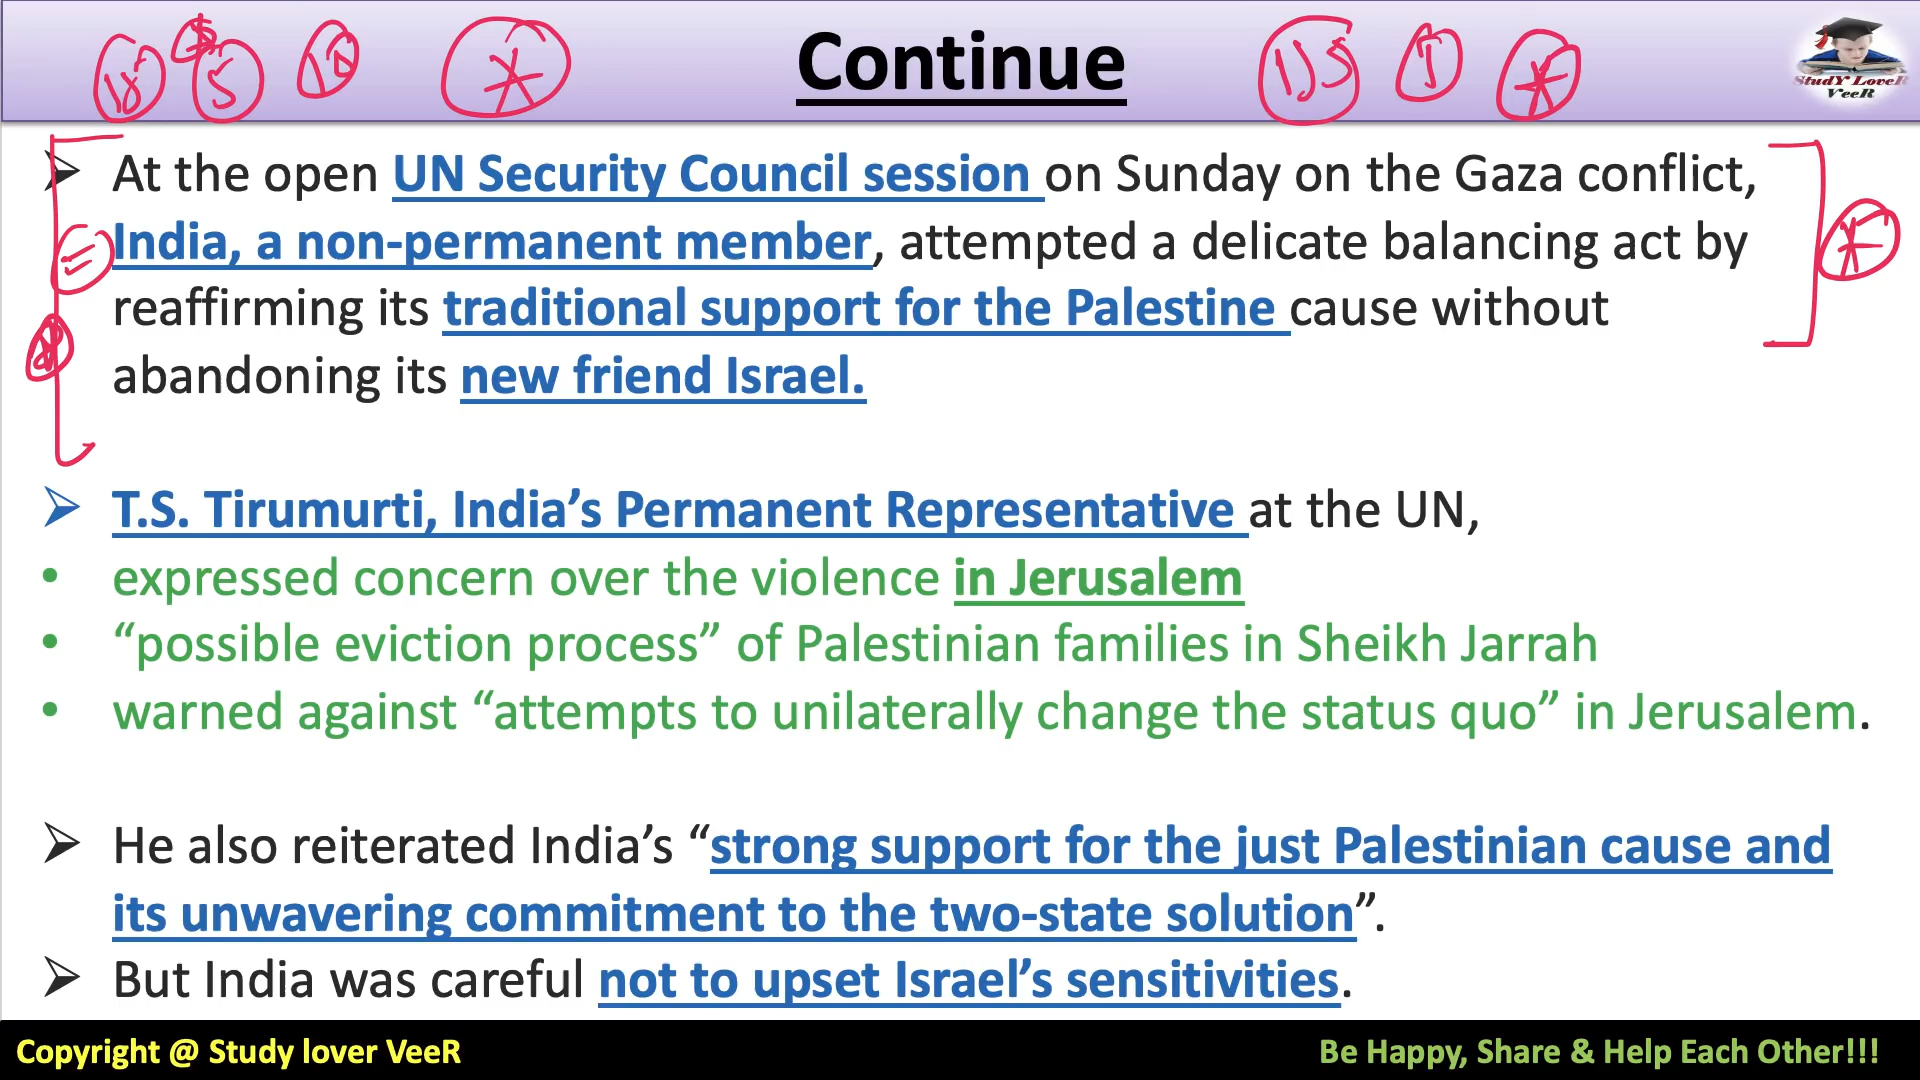 Continue
StudY LoveR
VeeR
At the open UN Security Council session on Sunday on the Gaza conflict,
India, a non-permanent member, attempted a delicate balancing act by
reaffirming its traditional support for the Palestine cause without
abandoning its new friend Israel.
T.S. Tirumurti, India’s Permanent Representative at the UN,
expressed concern over the violence in Jerusalem
“possible eviction process” of Palestinian families in Sheikh Jarrah
warned against “attempts to unilaterally change the status quo” in Jerusalem.
He also reiterated India’s “strong support for the just Palestinian cause and
its unwavering commitment to the two-state solution”.
But India was careful not to upset Israel’s sensitivities.
Copyright @ Study lover VeeR
Be Happy, Share & Help Each Other!!!